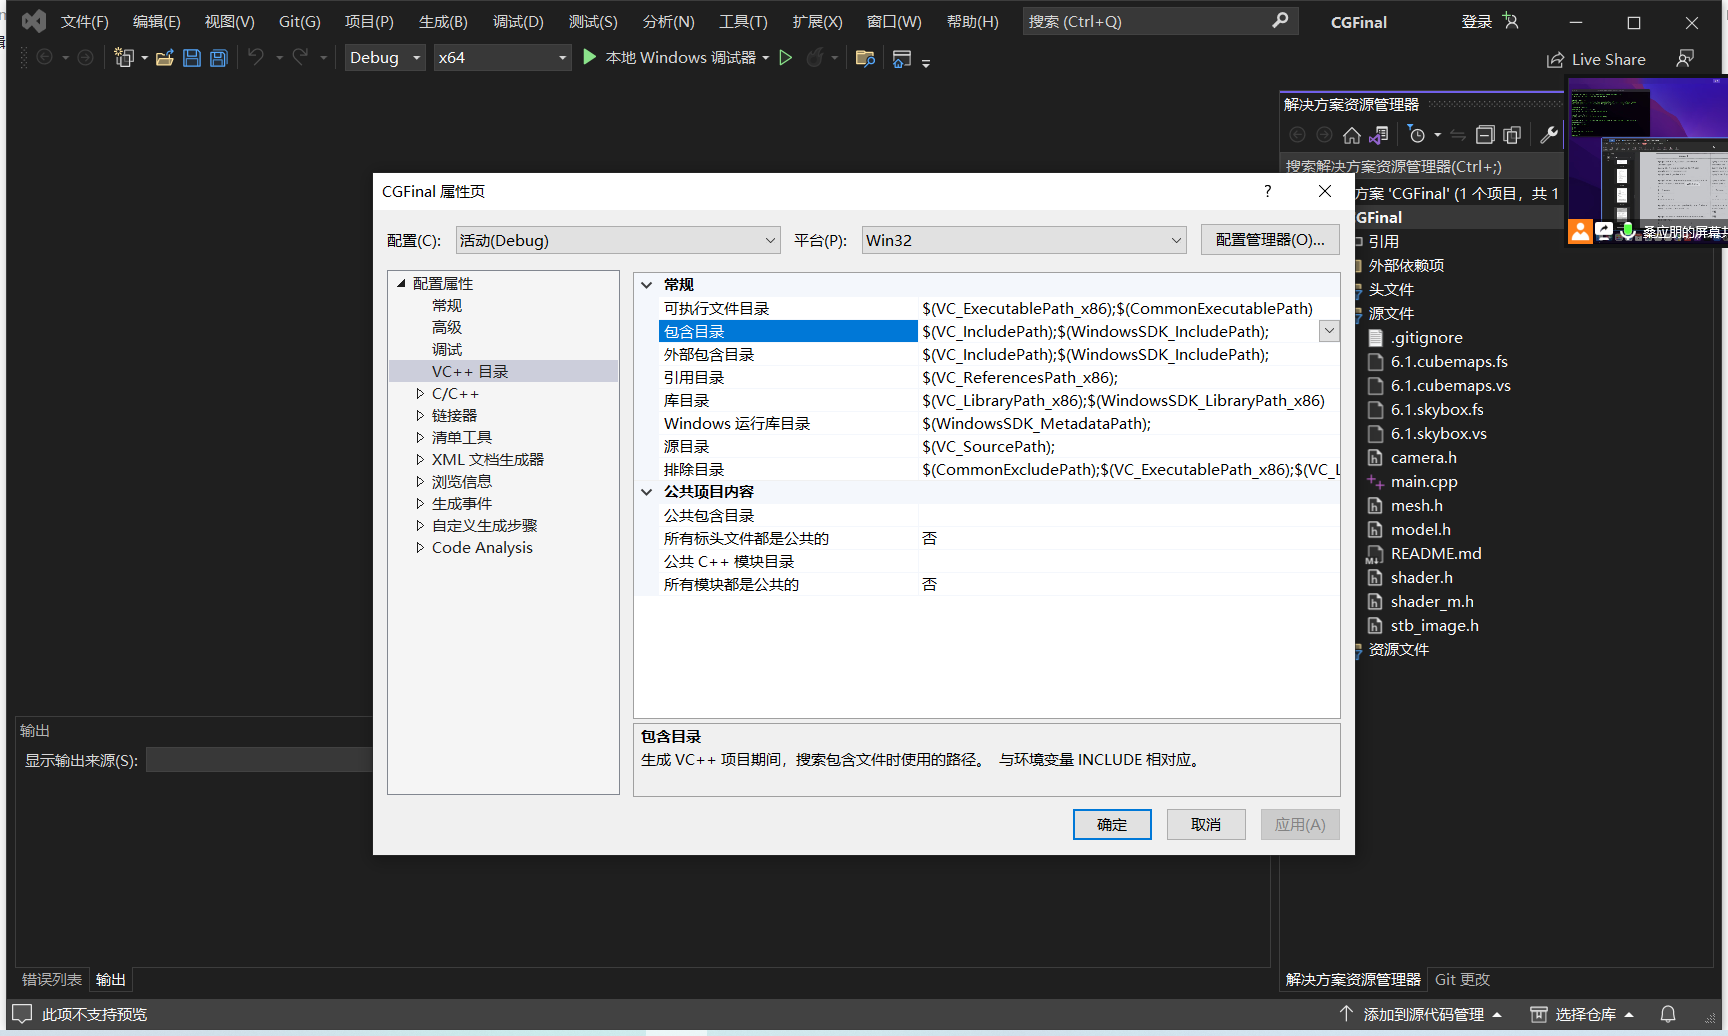 文件(F) 编辑(E) 视图(V) Git(G) 项目(P) 生成(B) 调试(D) 测试(S) 分析(N) 工具(T) 扩展(X) 窗口(W) 帮助(H) 搜索 (Ctrl+Q) CGFinal 登录
Debug x64 本地 Windows 调试器 Live Share
解决方案资源管理器
搜索解决方案资源管理器(Ctrl+;)
方案 'CGFinal' (1 个项目，共 1
GFinal
引用
外部依赖项
头文件
源文件
.gitignore
6.1.cubemaps.fs
6.1.cubemaps.vs
6.1.skybox.fs
6.1.skybox.vs
camera.h
main.cpp
mesh.h
model.h
README.md
shader.h
shader_m.h
stb_image.h
资源文件
桑应朋的屏幕共
CGFinal 属性页 ?
配置(C): 活动(Debug) 平台(P): Win32 配置管理器(O)...
配置属性
常规
高级
调试
VC++ 目录
C/C++
链接器
清单工具
XML 文档生成器
浏览信息
生成事件
自定义生成步骤
Code Analysis
常规
可执行文件目录 $(VC_ExecutablePath_x86);$(CommonExecutablePath)
包含目录 $(VC_IncludePath);$(WindowsSDK_IncludePath);
外部包含目录 $(VC_IncludePath);$(WindowsSDK_IncludePath);
引用目录 $(VC_ReferencesPath_x86);
库目录 $(VC_LibraryPath_x86);$(WindowsSDK_LibraryPath_x86)
Windows 运行库目录 $(WindowsSDK_MetadataPath);
源目录 $(VC_SourcePath);
排除目录 $(CommonExcludePath);$(VC_ExecutablePath_x86);$(VC_L
公共项目内容
公共包含目录
所有标头文件都是公共的 否
公共 C++ 模块目录
所有模块都是公共的 否
包含目录
生成 VC++ 项目期间，搜索包含文件时使用的路径。 与环境变量 INCLUDE 相对应。
确定 取消 应用(A)
输出
显示输出来源(S):
错误列表 输出
解决方案资源管理器 Git 更改
此项不支持预览 添加到源代码管理 选择仓库